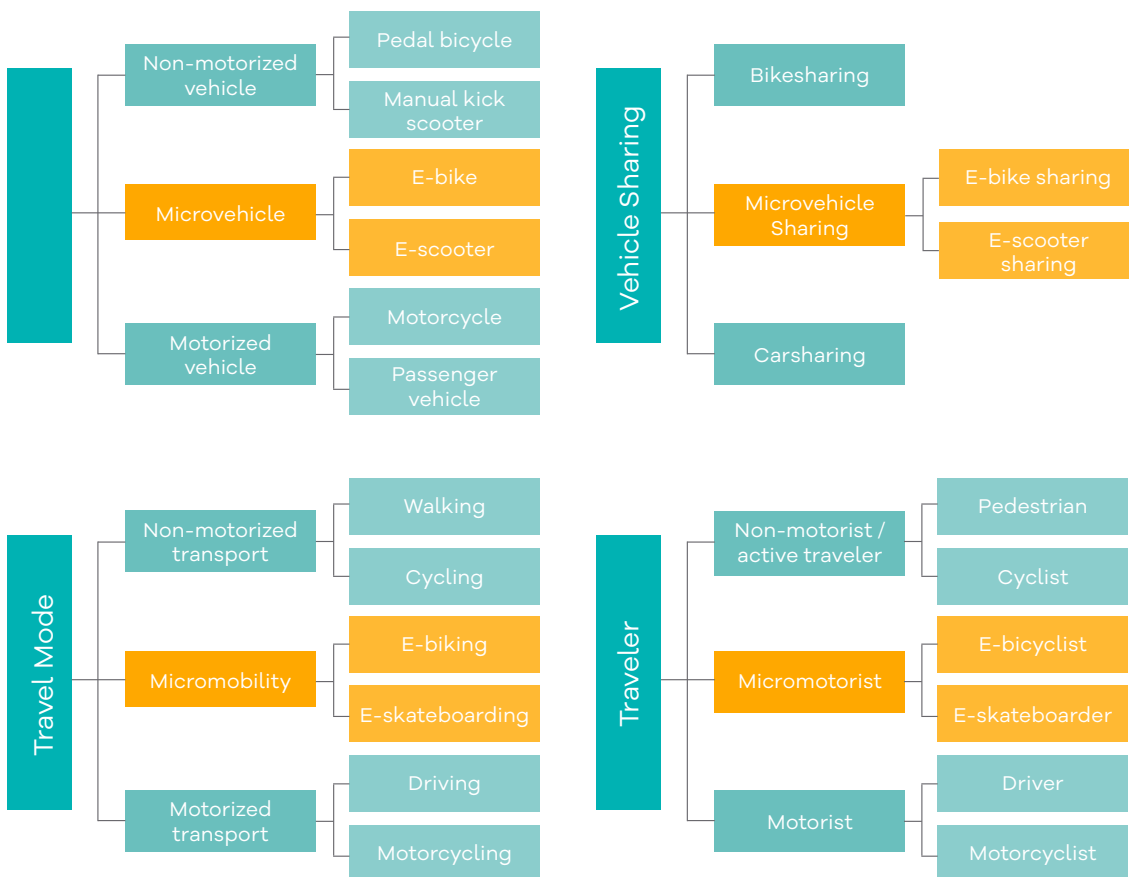 Non-motorized
vehicle
Pedal bicycle
Manual kick
scooter
Microvehicle
E-bike
E-scooter
Motorized
vehicle
Motorcycle
Passenger
vehicle
Vehicle Sharing
Bikesharing
Microvehicle
Sharing
E-bike sharing
E-scooter
sharing
Carsharing
Travel Mode
Non-motorized
transport
Walking
Cycling
Micromobility
E-biking
E-skateboarding
Motorized
transport
Driving
Motorcycling
Traveler
Non-motorist /
active traveler
Pedestrian
Cyclist
Micromotorist
E-bicyclist
E-skateboarder
Motorist
Driver
Motorcyclist